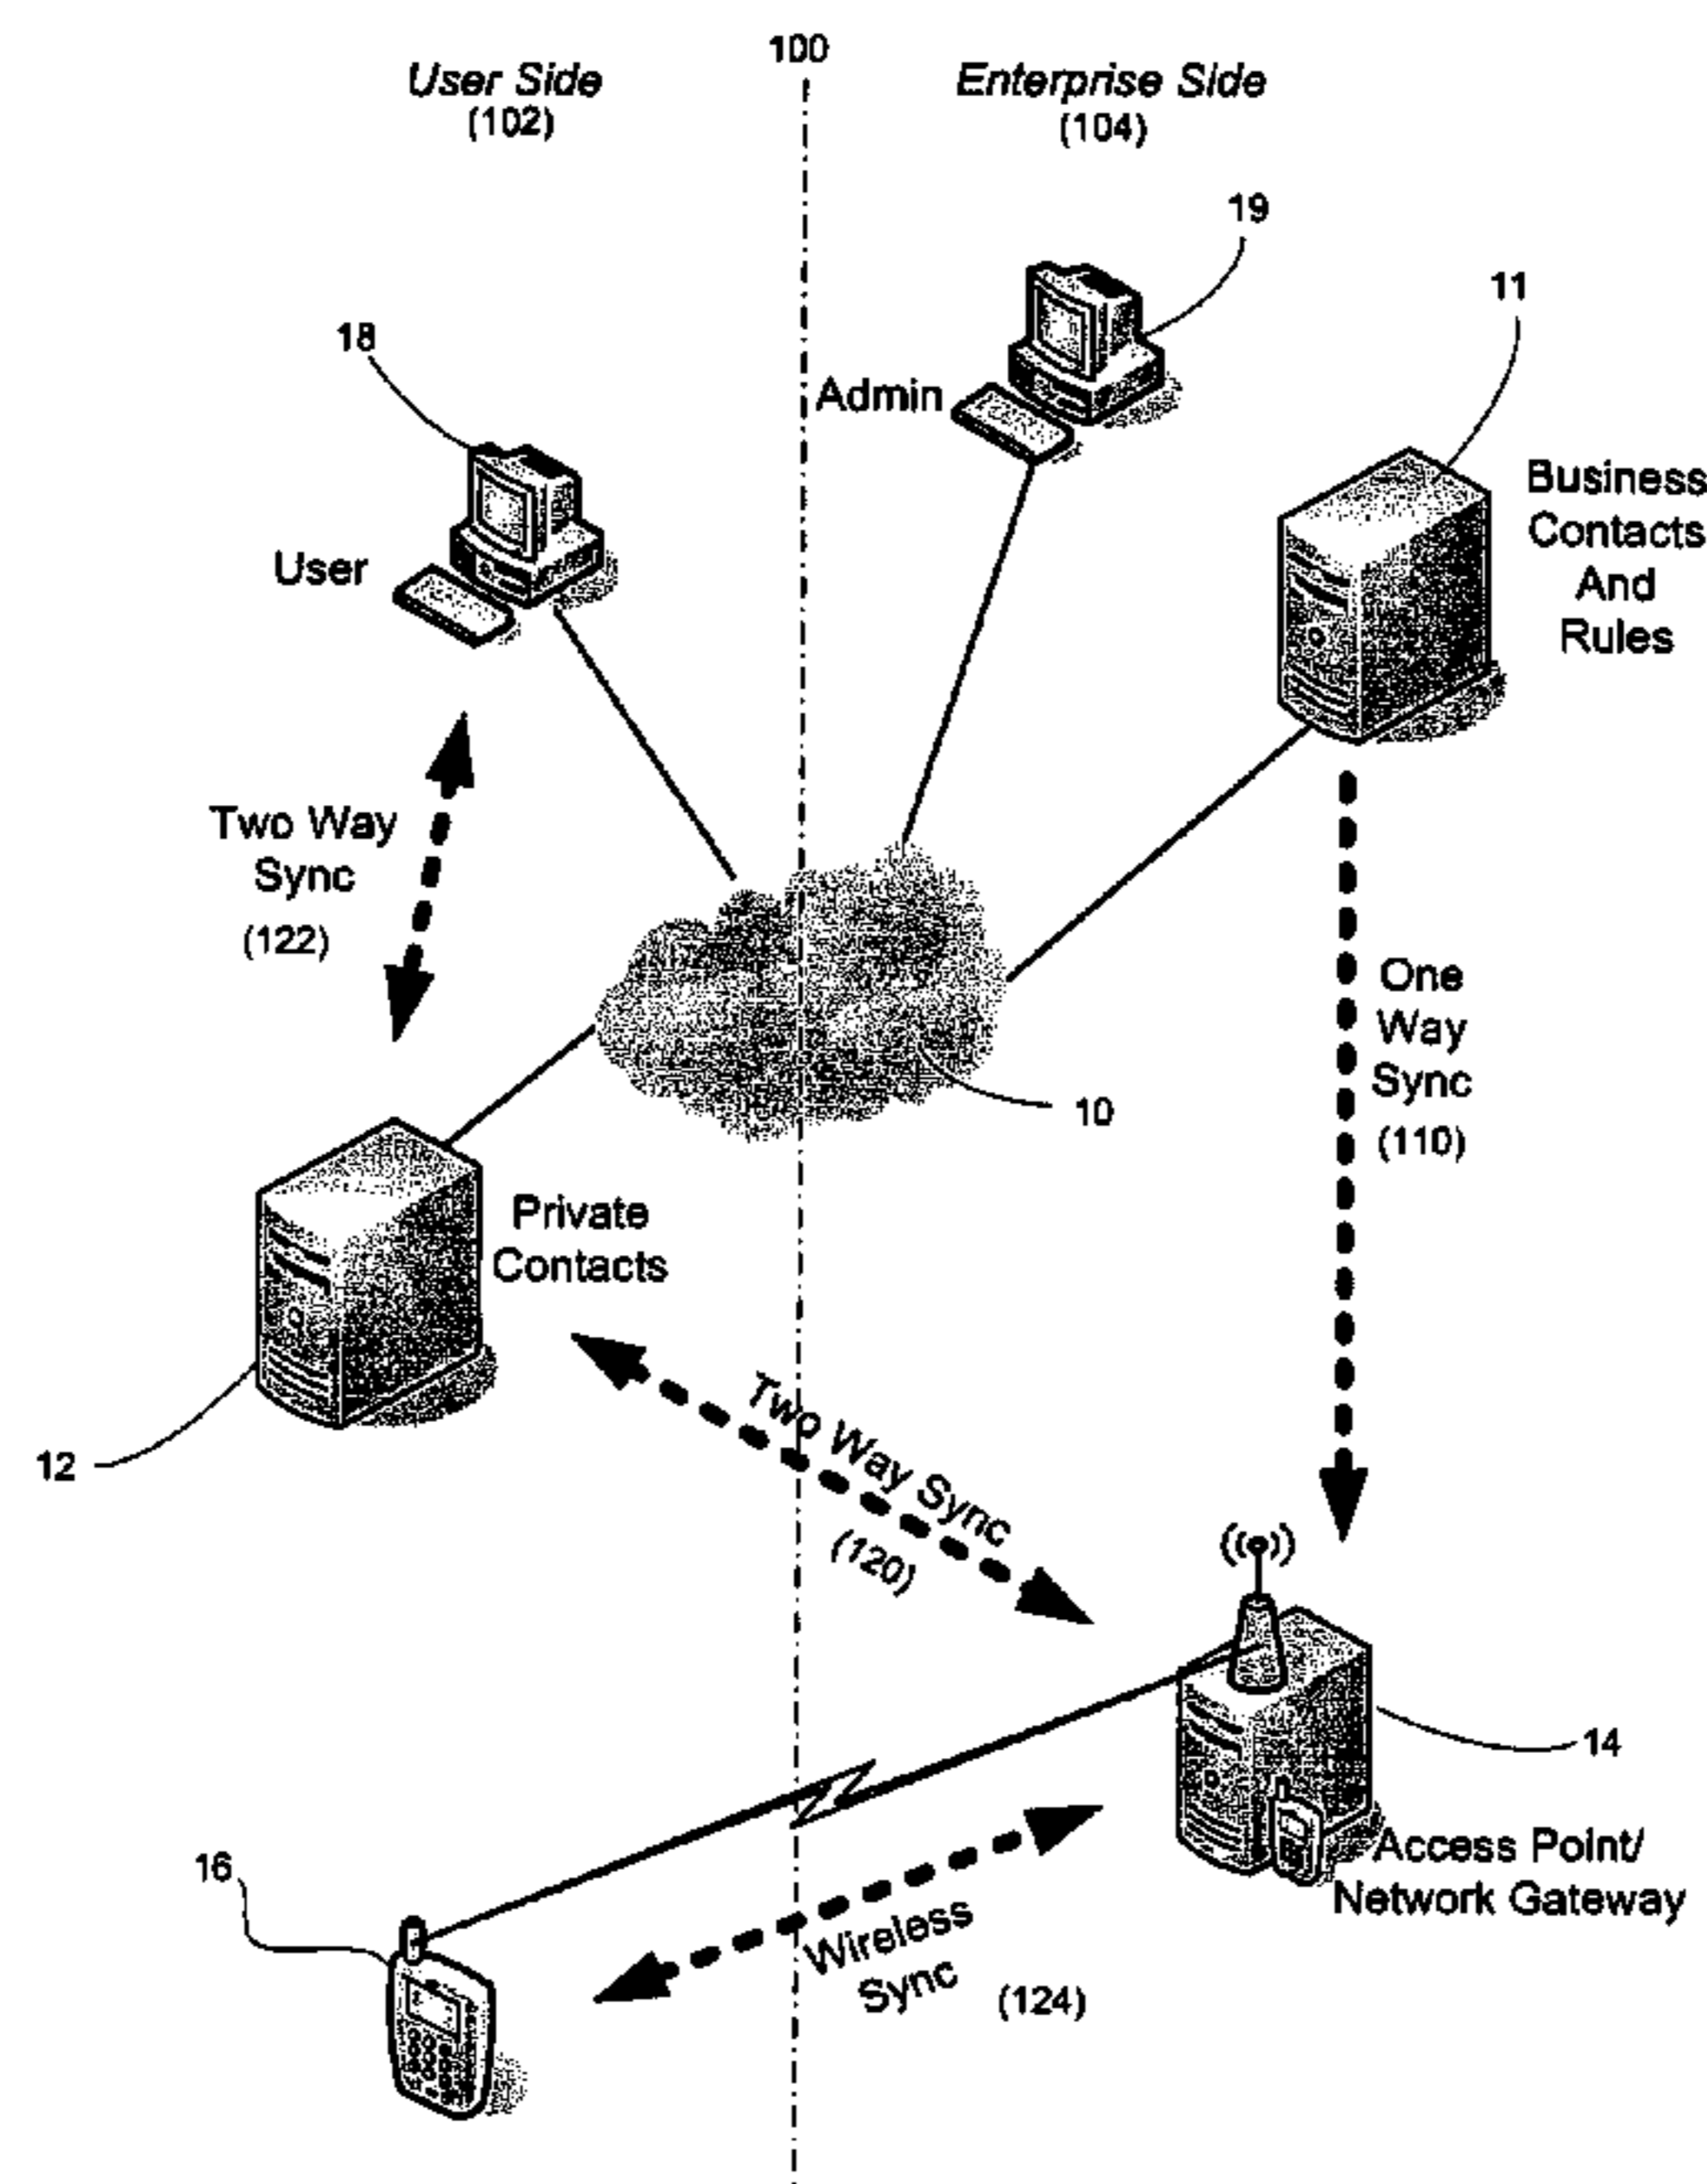 100
User Side
(102)
Enterprise Side
(104)
19
11
18
Admin
Business
Contacts
And
Rules
User
Two Way
Sync
(122)
One
Way
Sync
(110)
10
Private
Contacts
12
Two Way Sync
(120)
14
Access Point/
Network Gateway
16
Wireless
Sync
(124)